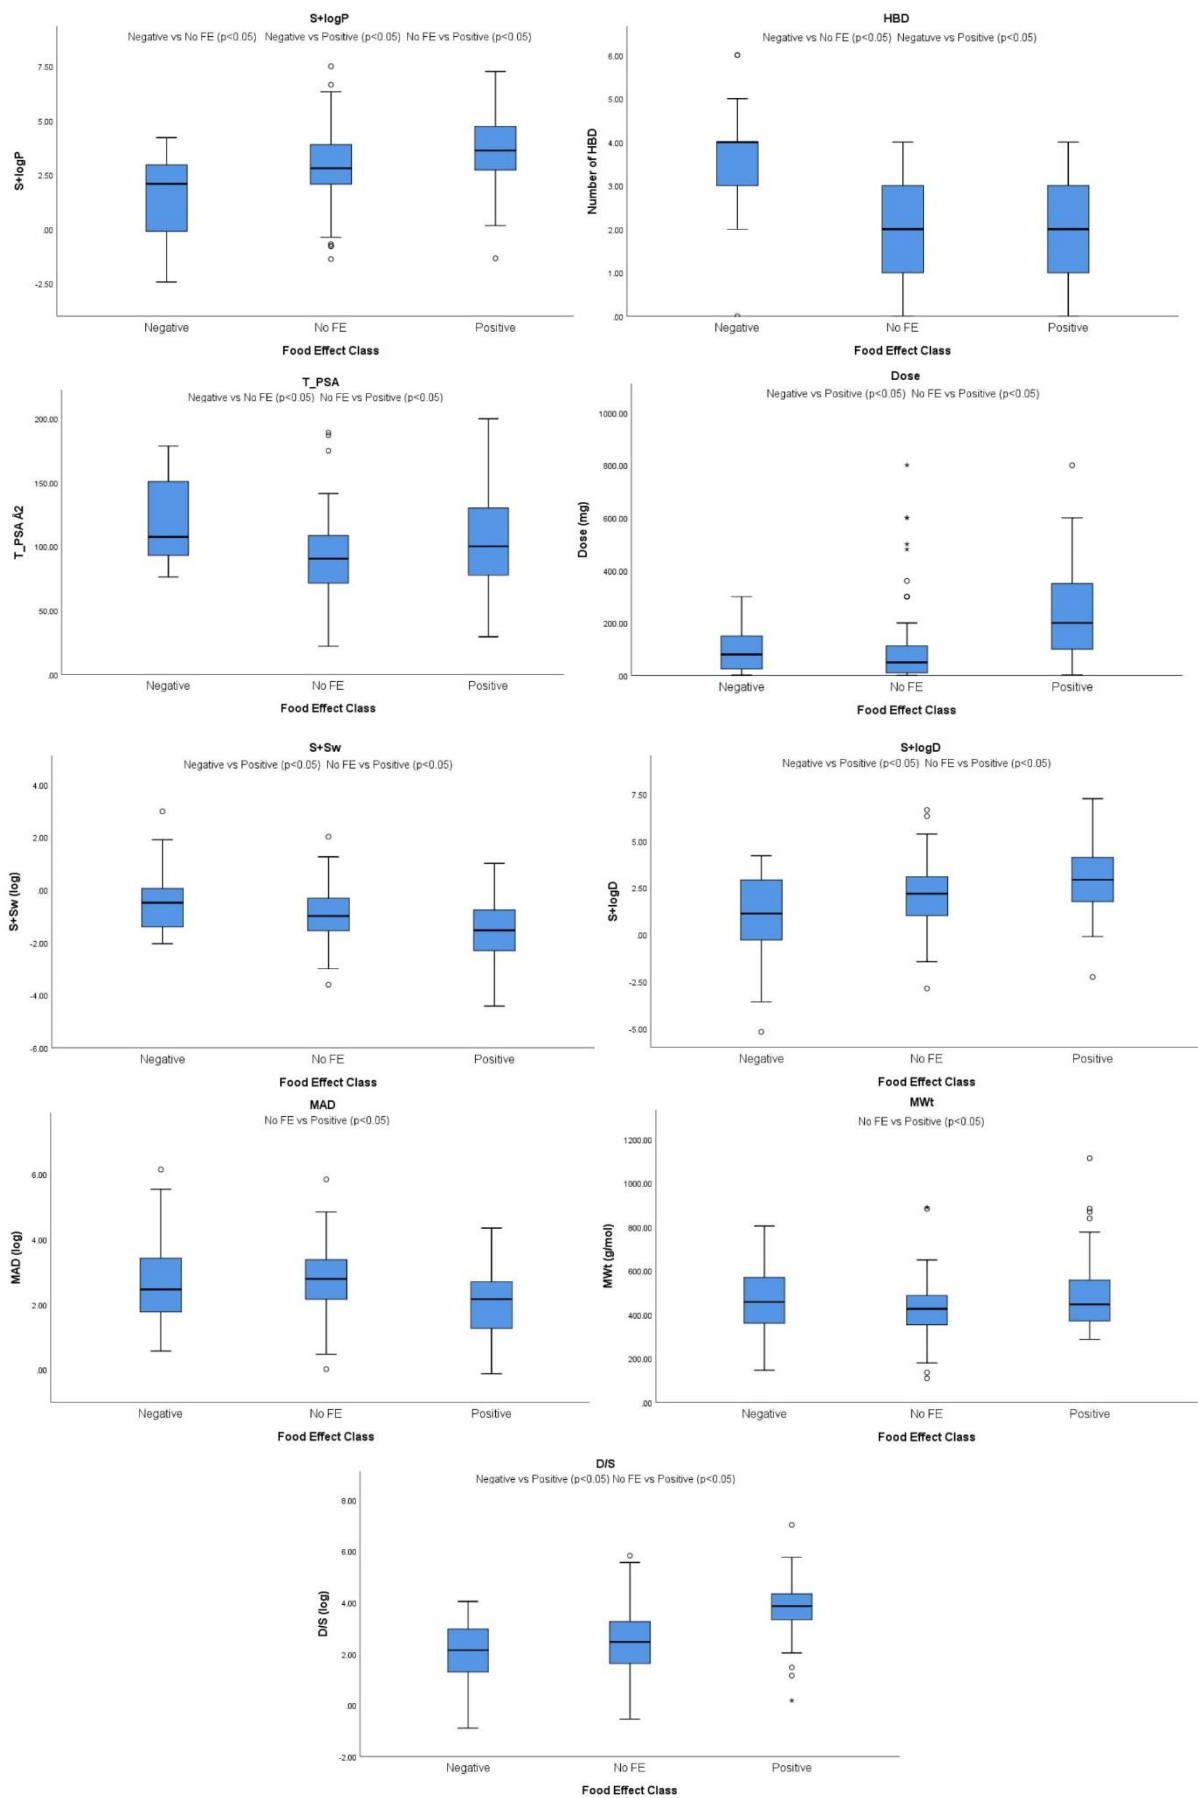 S+logP
Negative vs No FE (p<0.05) Negative vs Positive (p<0.05) No FE vs Positive (p<0.05)
S+logP
7.50
5.00
2.50
.00
-2.50
Negative No FE Positive
Food Effect Class
HBD
Negative vs No FE (p<0.05) Negatuve vs Positive (p<0.05)
Number of HBD
6.00
5.00
4.00
3.00
2.00
1.00
.00
Negative No FE Positive
Food Effect Class
T_PSA
Negative vs No FE (p<0.05) No FE vs Positive (p<0.05)
T_PSA Å2
200.00
150.00
100.00
50.00
.00
Negative No FE Positive
Food Effect Class
Dose
Negative vs Positive (p<0.05) No FE vs Positive (p<0.05)
Dose (mg)
1000.00
800.00
600.00
400.00
200.00
.00
Negative No FE Positive
Food Effect Class
S+Sw
Negative vs Positive (p<0.05) No FE vs Positive (p<0.05)
S+Sw (log)
4.00
2.00
.00
-2.00
-4.00
-6.00
Negative No FE Positive
Food Effect Class
S+logD
Negative vs Positive (p<0.05) No FE vs Positive (p<0.05)
S+logD
7.50
5.00
2.50
.00
-2.50
-5.00
Negative No FE Positive
Food Effect Class
MAD
No FE vs Positive (p<0.05)
MAD (log)
6.00
4.00
2.00
.00
Negative No FE Positive
Food Effect Class
MWt
No FE vs Positive (p<0.05)
MWt (g/mol)
1200.00
1000.00
800.00
600.00
400.00
200.00
.00
Negative No FE Positive
Food Effect Class
D/S
Negative vs Positive (p<0.05) No FE vs Positive (p<0.05)
D/S (log)
8.00
6.00
4.00
2.00
.00
-2.00
Negative No FE Positive
Food Effect Class